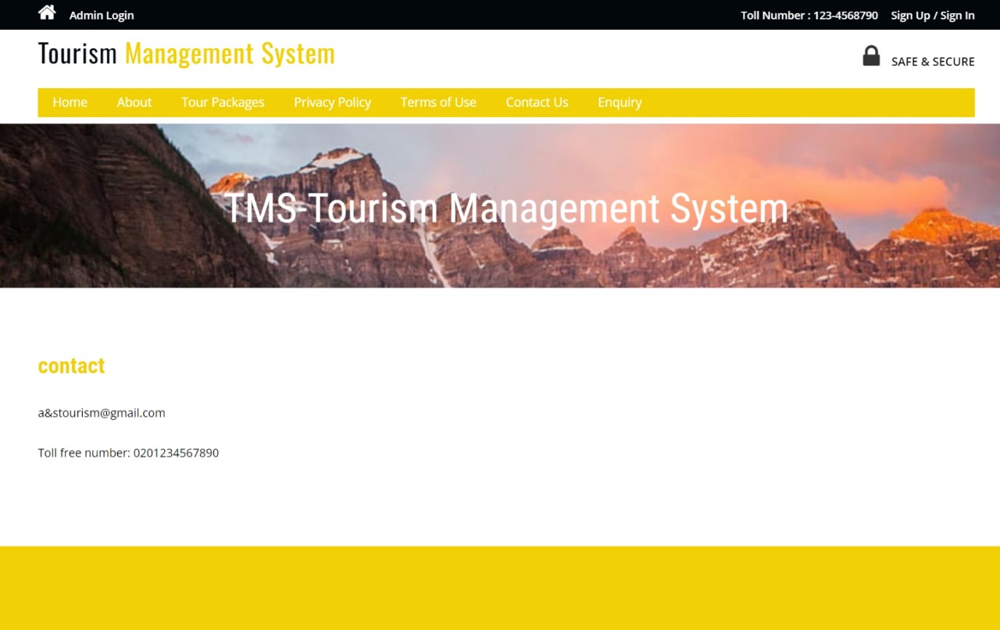 Admin Login
Toll Number : 123-4568790 Sign Up / Sign In
Tourism Management System
SAFE & SECURE
Home About Tour Packages Privacy Policy Terms of Use Contact Us Enquiry
TMS-Tourism Management System
contact
a&stourism@gmail.com
Toll free number: 0201234567890